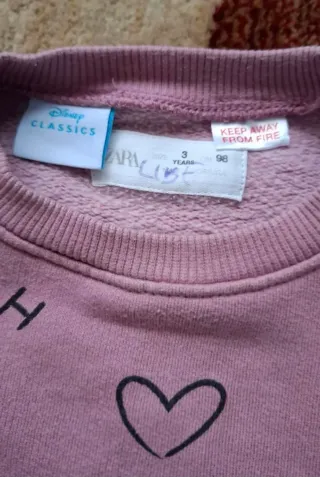 Disney
CLASSICS
ZARA 3 98
YEARS
KEEP AWAY
FROM FIRE
H